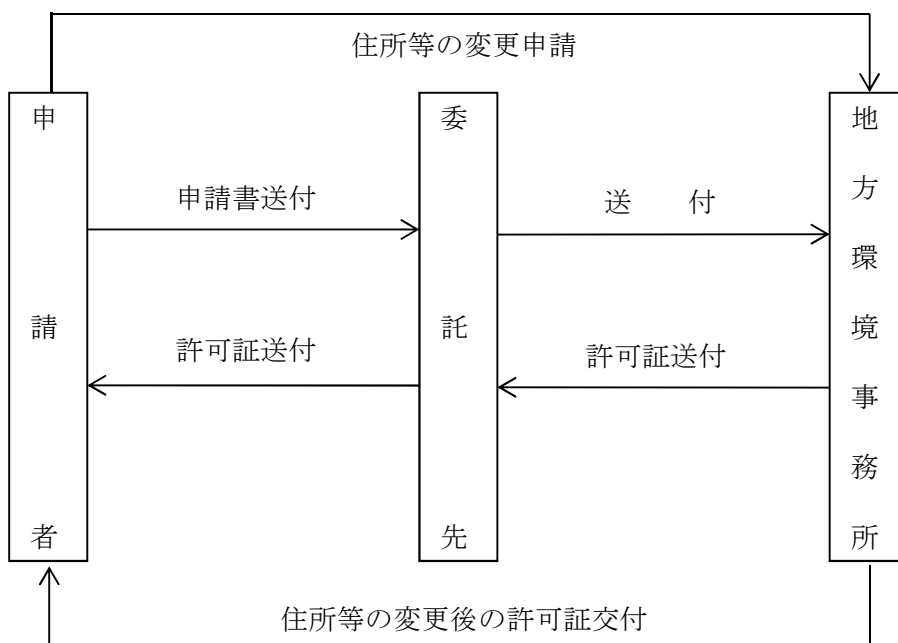 住所等の変更申請
申請者
委託先
地方環境事務所
申請書送付
送　　付
許可証送付
許可証送付
住所等の変更後の許可証交付